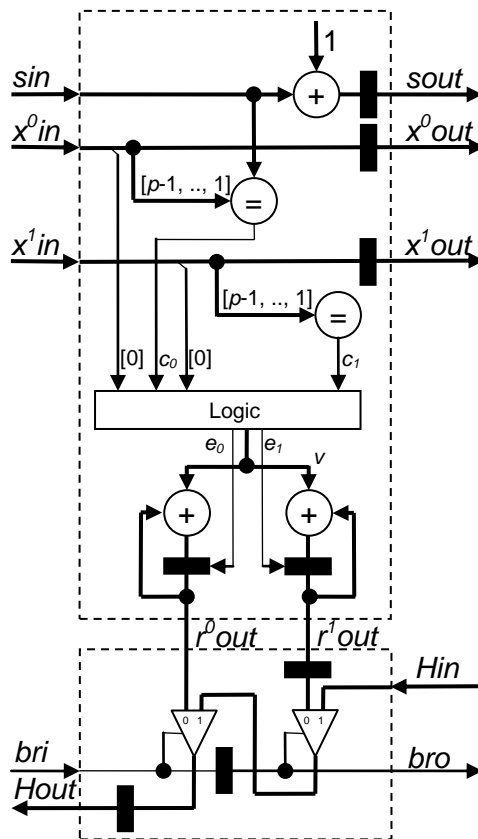 1
sin
+
sout
x⁰in
x⁰out
[p-1, .., 1]
=
x¹in
x¹out
[p-1, .., 1]
=
[0]
c₀
[0]
c₁
Logic
e₀
e₁
v
+
+
r⁰out
r¹out
Hin
0 1
0 1
bri
bro
Hout